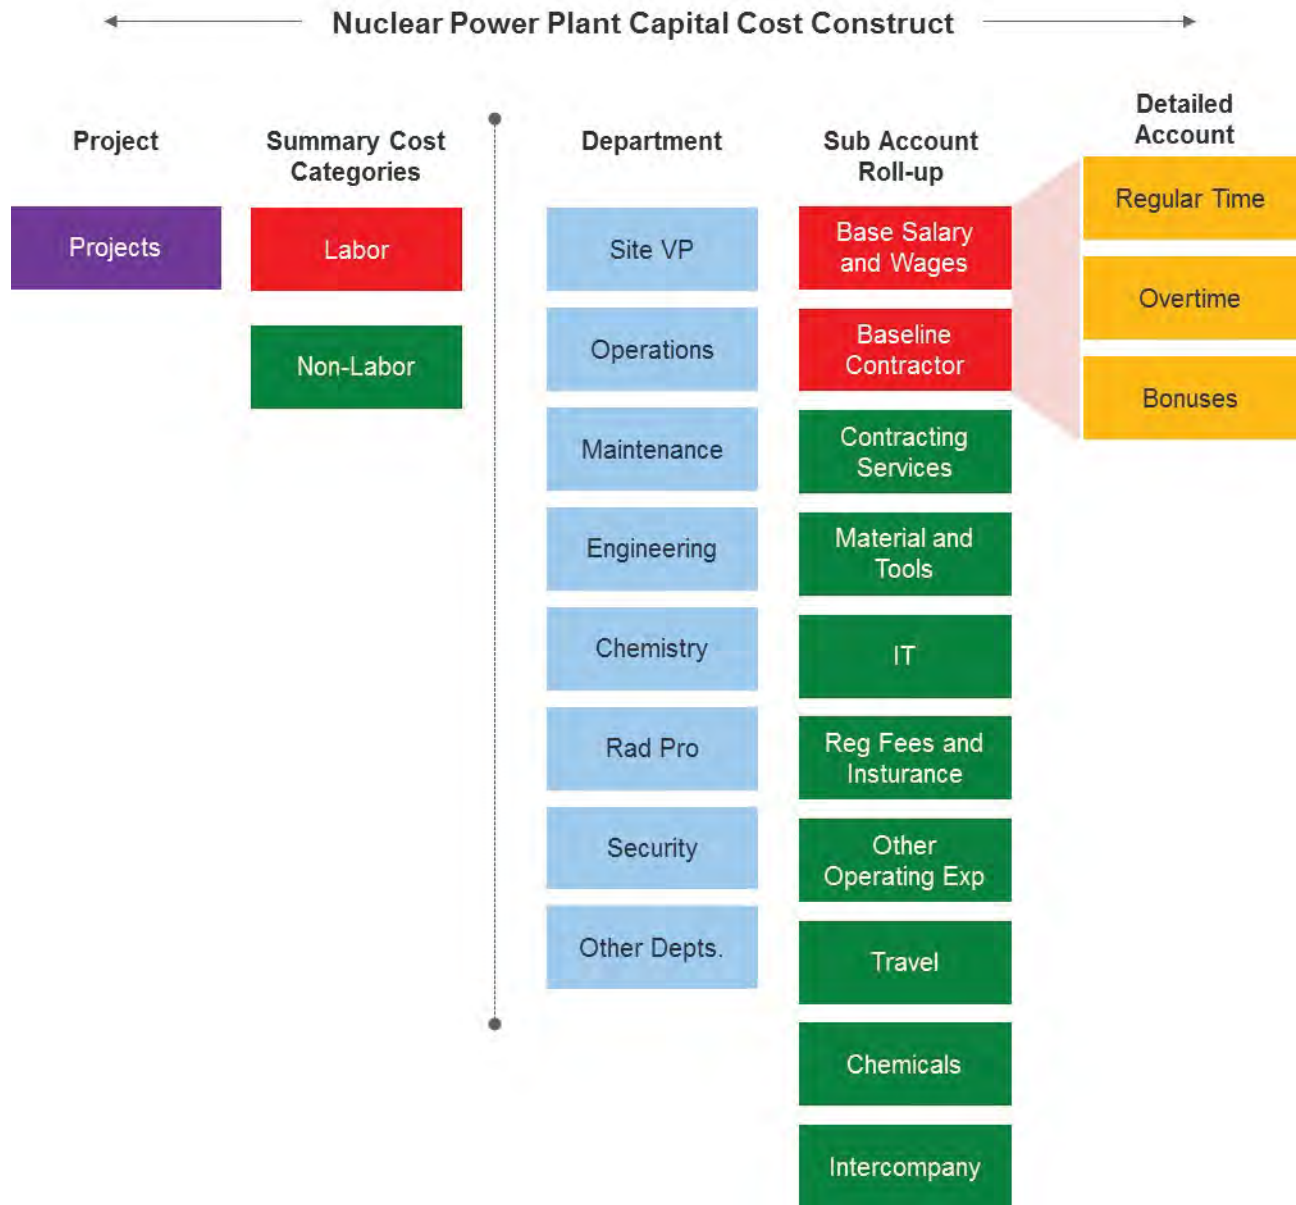 Nuclear Power Plant Capital Cost Construct
Project
Projects
Summary Cost
Categories
Labor
Non-Labor
Department
Site VP
Operations
Maintenance
Engineering
Chemistry
Rad Pro
Security
Other Depts.
Sub Account
Roll-up
Base Salary
and Wages
Baseline
Contractor
Contracting
Services
Material and
Tools
IT
Reg Fees and
Insturance
Other
Operating Exp
Travel
Chemicals
Intercompany
Detailed
Account
Regular Time
Overtime
Bonuses